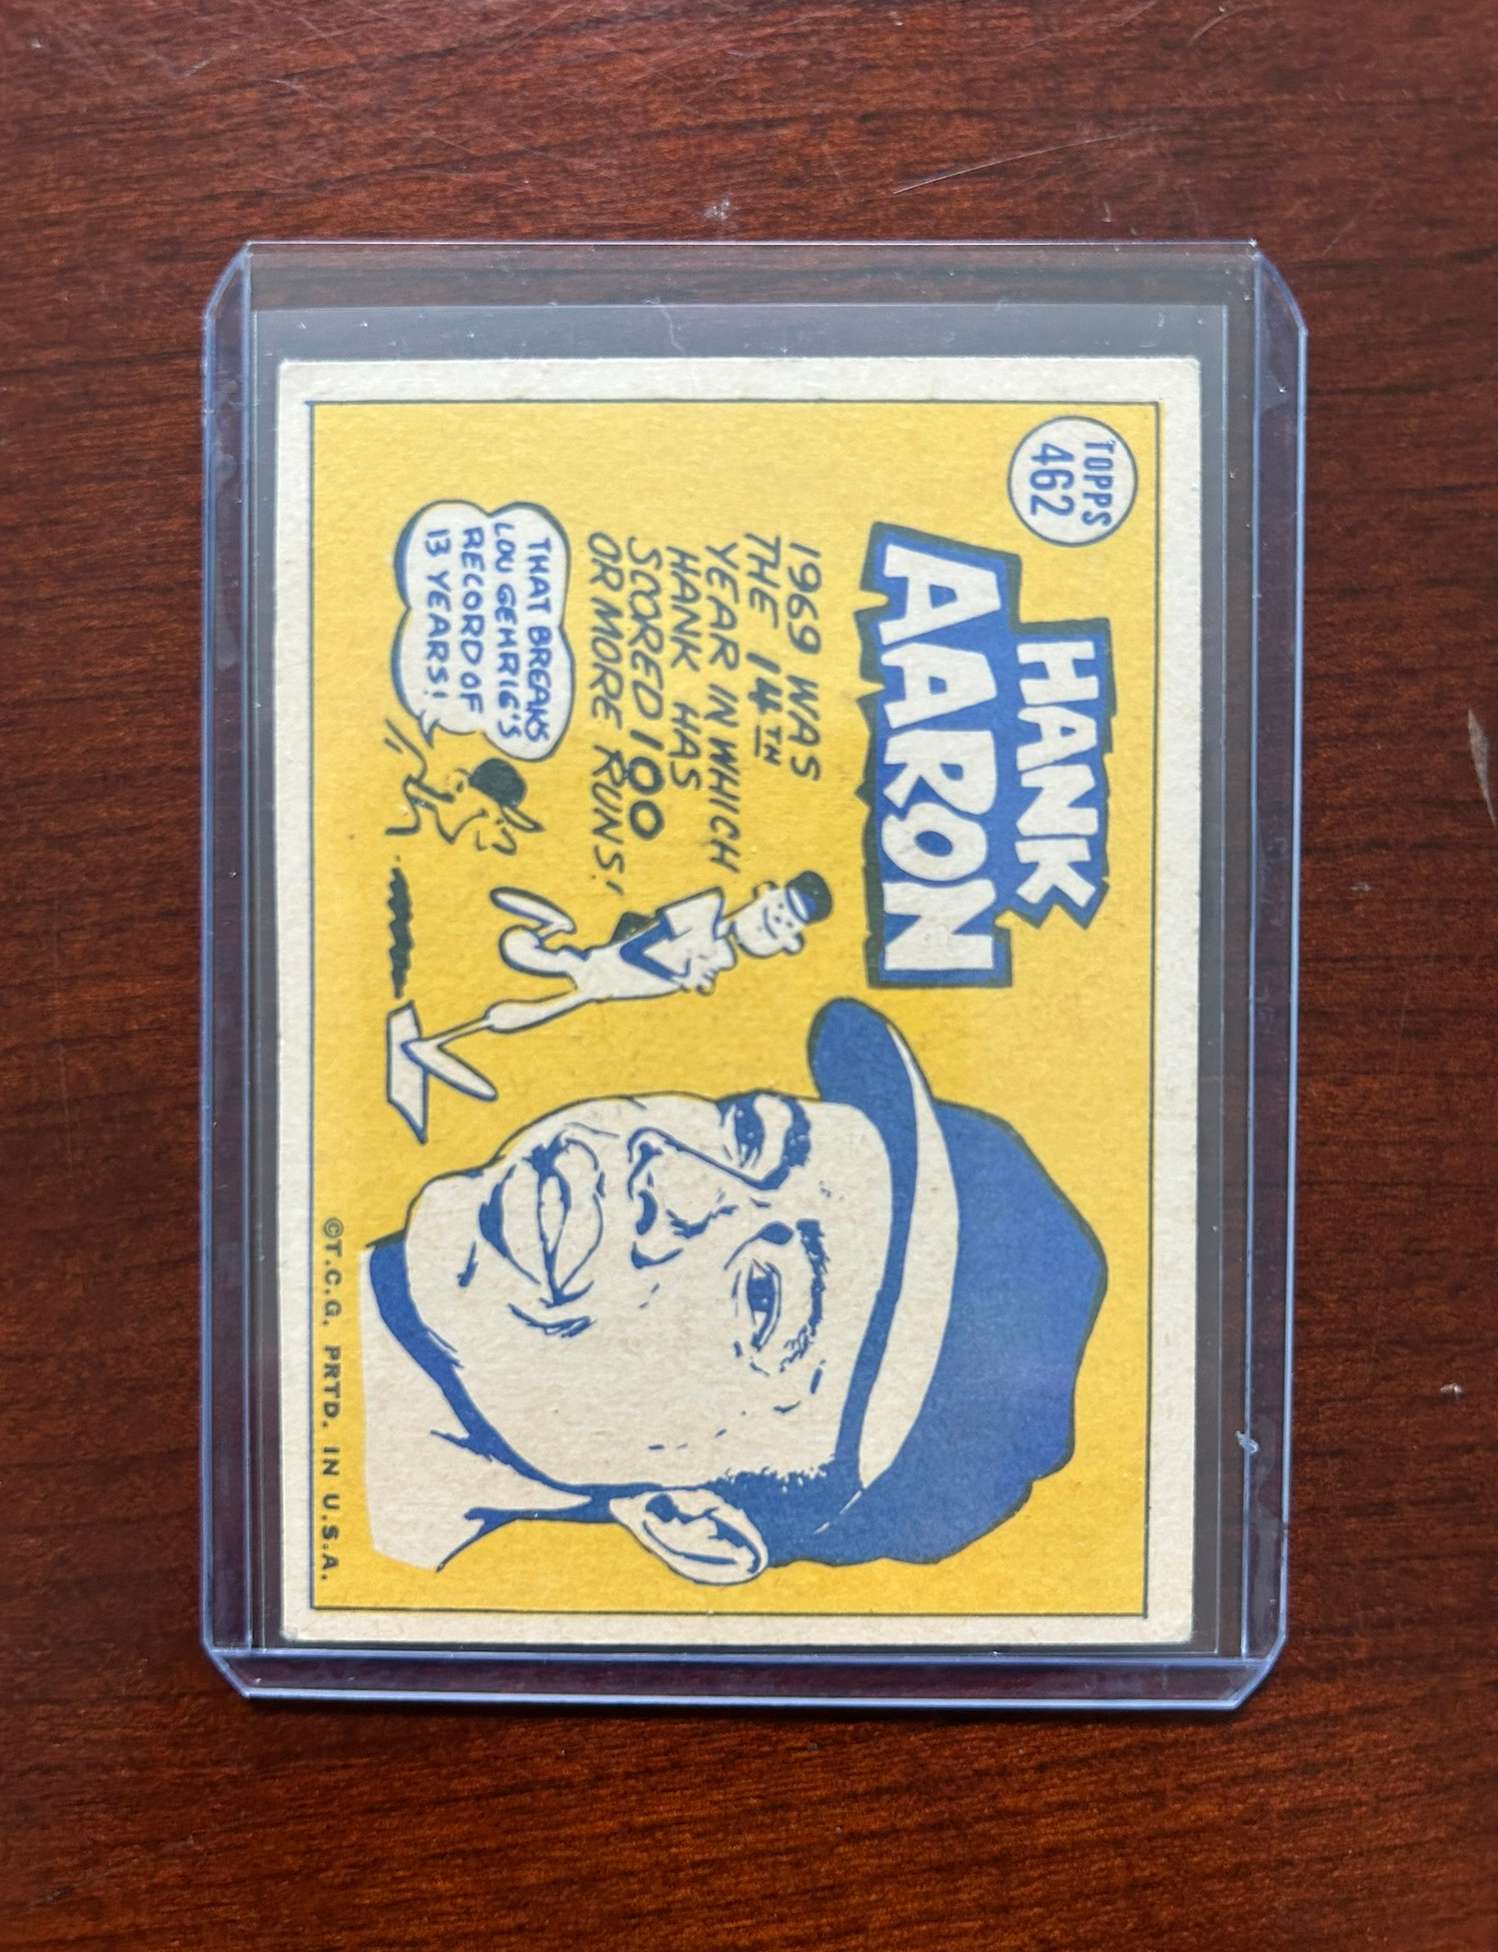 TOPPS
462
HANK
AARON
1969 WAS
THE 14TH
YEAR IN WHICH
HANK HAS
SCORED 100
OR MORE RUNS!
THAT BREAKS
LOU GEHRIG'S
RECORD OF
13 YEARS!
©T.C.G. PRTD. IN U.S.A.